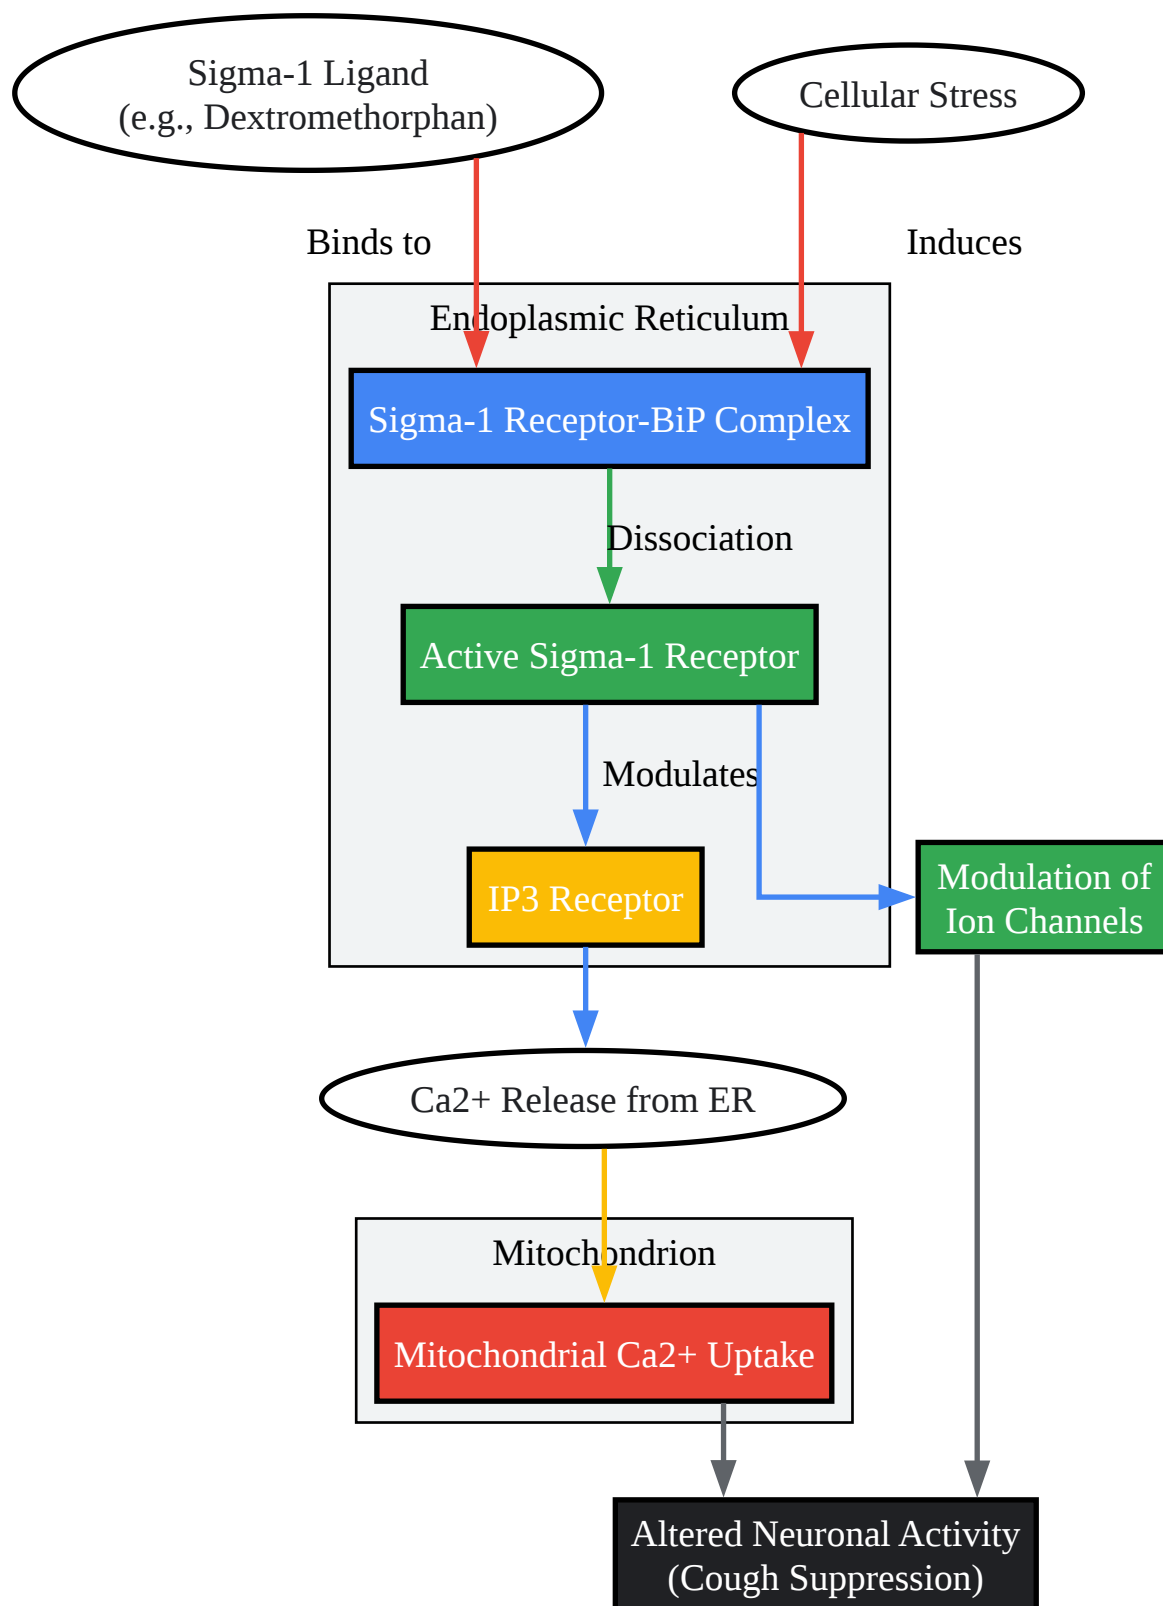 Sigma-1 Ligand
(e.g., Dextromethorphan)
Cellular Stress
Binds to
Induces
Endoplasmic Reticulum
Sigma-1 Receptor-BiP Complex
Dissociation
Active Sigma-1 Receptor
Modulates
IP3 Receptor
Modulation of
Ion Channels
Ca2+ Release from ER
Mitochondrion
Mitochondrial Ca2+ Uptake
Altered Neuronal Activity
(Cough Suppression)